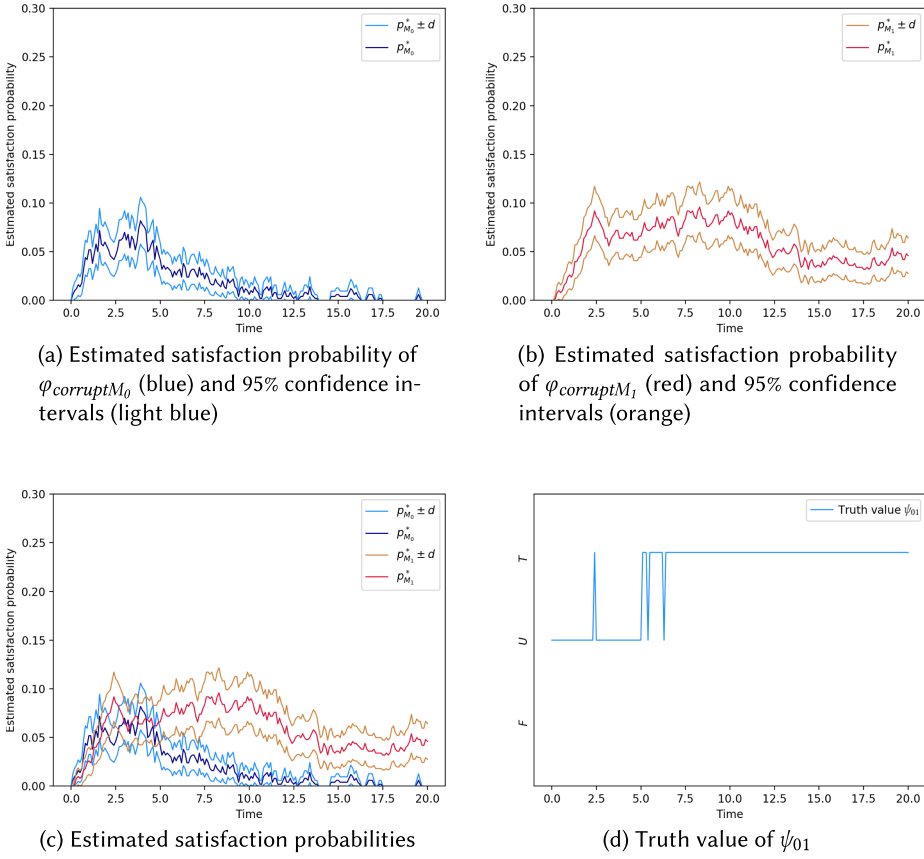 0.30
0.25
0.20
0.15
0.10
0.05
0.00
Estimated satisfaction probability
p*M₀ ± d
p*M₀
0.0 2.5 5.0 7.5 10.0 12.5 15.0 17.5 20.0
Time
(a) Estimated satisfaction probability of
φcorruptM₀ (blue) and 95% confidence in-
tervals (light blue)
0.30
0.25
0.20
0.15
0.10
0.05
0.00
Estimated satisfaction probability
p*M₁ ± d
p*M₁
0.0 2.5 5.0 7.5 10.0 12.5 15.0 17.5 20.0
Time
(b) Estimated satisfaction probability
of φcorruptM₁ (red) and 95% confidence
intervals (orange)
0.30
0.25
0.20
0.15
0.10
0.05
0.00
Estimated satisfaction probability
p*M₀ ± d
p*M₀
p*M₁ ± d
p*M₁
0.0 2.5 5.0 7.5 10.0 12.5 15.0 17.5 20.0
Time
(c) Estimated satisfaction probabilities
T
U
F
Truth value ψ₀₁
0.0 2.5 5.0 7.5 10.0 12.5 15.0 17.5 20.0
Time
(d) Truth value of ψ₀₁